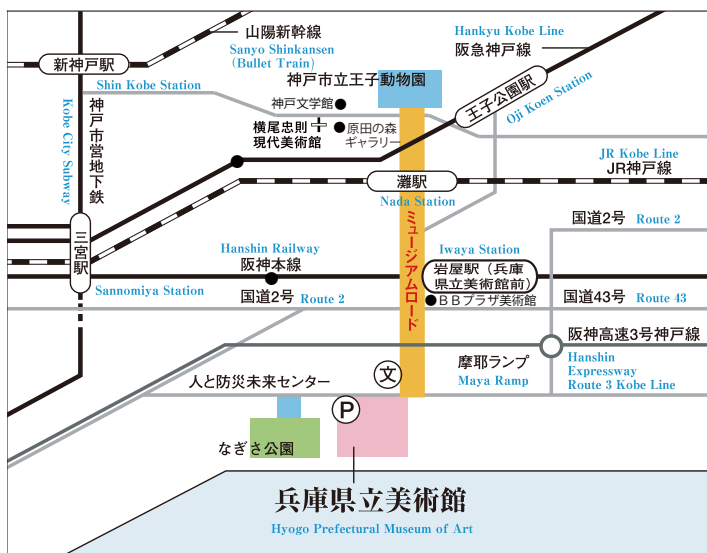 山陽新幹線
Sanyo Shinkansen
(Bullet Train)
Hankyu Kobe Line
阪急神戸線
新神戸駅
Shin Kobe Station
神戸市立王子動物園
神戸文学館
横尾忠則
現代美術館
原田の森
ギャラリー
王子公園駅
Oji Koen Station
Kobe City Subway
神戸市営地下鉄
JR Kobe Line
JR神戸線
灘駅
Nada Station
ミュージアムロード
国道2号 Route 2
三宮駅
Sannomiya Station
Hanshin Railway
阪神本線
Iwaya Station
岩屋駅（兵庫
県立美術館前）
BBプラザ美術館
国道2号 Route 2
国道43号 Route 43
阪神高速3号神戸線
Hanshin
Expressway
Route 3 Kobe Line
摩耶ランプ
Maya Ramp
文
人と防災未来センター
P
なぎさ公園
兵庫県立美術館
Hyogo Prefectural Museum of Art